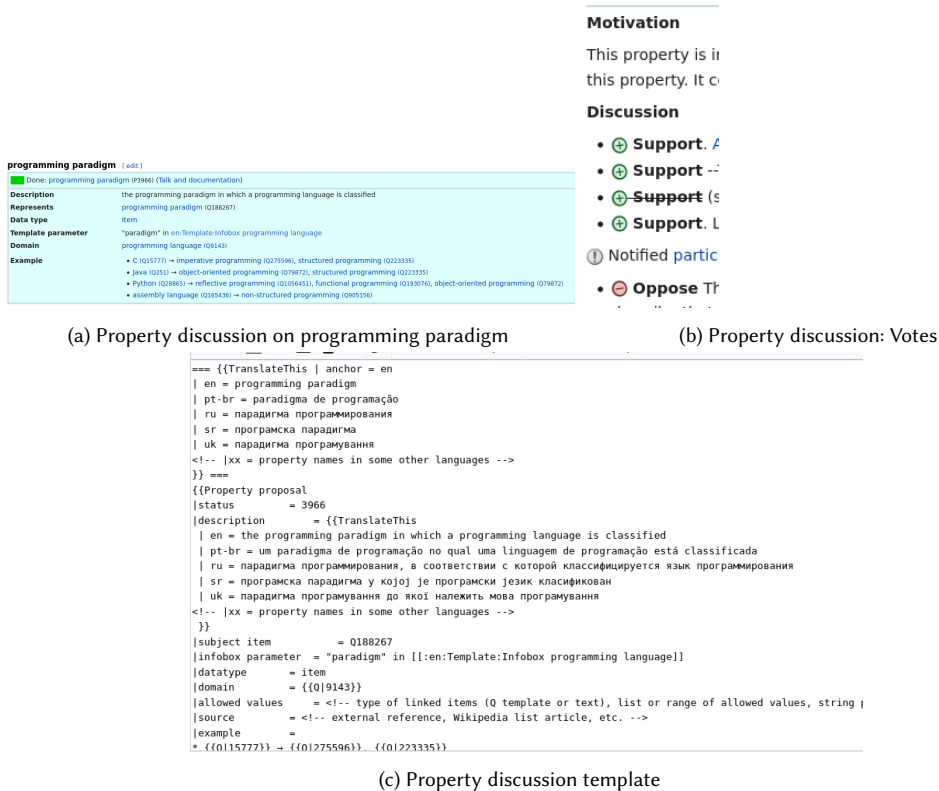 programming paradigm [ edit ]
Done: programming paradigm (P3966) (Talk and documentation)
Description the programming paradigm in which a programming language is classified
Represents programming paradigm (Q188267)
Data type Item
Template parameter "paradigm" in en:Template:Infobox programming language
Domain programming language (Q9143)
Example • C (Q15777) → imperative programming (Q275596), structured programming (Q223335)
• Java (Q251) → object-oriented programming (Q79872), structured programming (Q223335)
• Python (Q28865) → reflective programming (Q1056451), functional programming (Q193076), object-oriented programming (Q79872)
• assembly language (Q165436) → non-structured programming (Q905156)
(a) Property discussion on programming paradigm
Motivation
This property is
this property. It
Discussion
• Support.
• Support --
• Support (s
• Support. L
Notified partic
• Oppose Th
(b) Property discussion: Votes
=== {{TranslateThis | anchor = en
| en = programming paradigm
| pt-br = paradigma de programação
| ru = парадигма программирования
| sr = програмска парадигма
| uk = парадигма програмування
<!-- |xx = property names in some other languages -->
}} ===
{{Property proposal
|status = 3966
|description = {{TranslateThis
| en = the programming paradigm in which a programming language is classified
| pt-br = um paradigma de programação no qual uma linguagem de programação está classificada
| ru = парадигма программирования, в соответствии с которой классифицируется язык программирования
| sr = програмска парадигма у којој је програмски језик класификован
| uk = парадигма програмування до якої належить мова програмування
<!-- |xx = property names in some other languages -->
}}
|subject item = Q188267
|infobox parameter = "paradigm" in [[:en:Template:Infobox programming language]]
|datatype = item
|domain = {{Q|9143}}
|allowed values = <!-- type of linked items (Q template or text), list or range of allowed values, string
|source = <!-- external reference, Wikipedia list article, etc. -->
|example =
* {{Q|15777}} → {{Q|275596}}, {{Q|223335}}
(c) Property discussion template